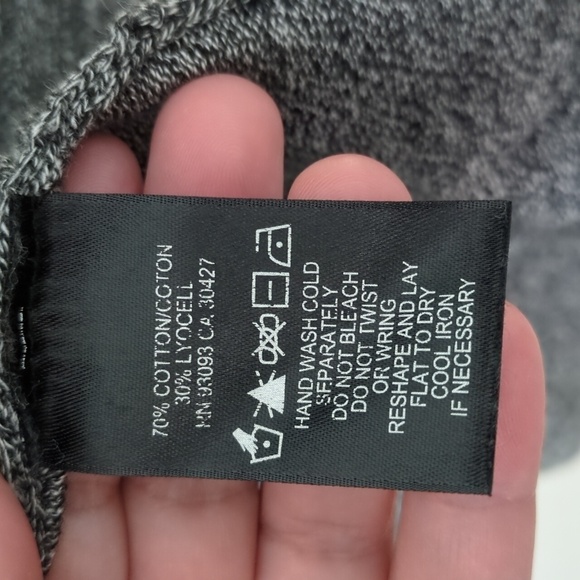 70% COTTON/COTON
30% LYOCELL
RN 93093 CA 30427
HAND WASH COLD
SEPARATELY
DO NOT BLEACH
DO NOT TWIST
OR WRING
RESHAPE AND LAY
FLAT TO DRY
COOL IRON
IF NECESSARY